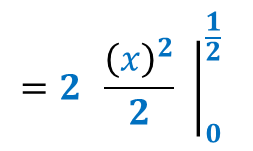 = 2 (x)² / 2 |₀^{1/2}